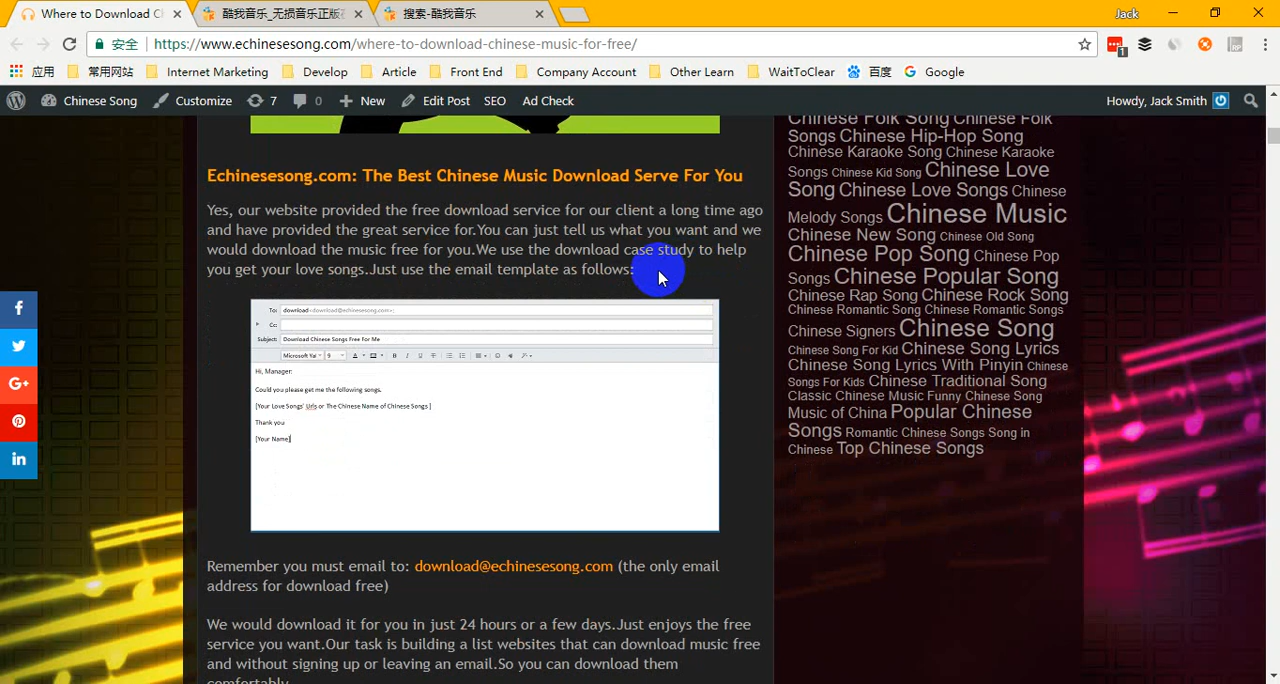 Where to Download C
酷我音乐_无损音乐正版在
搜索-酷我音乐
Jack
安全 https://www.echinesesong.com/where-to-download-chinese-music-for-free/
1
RP
应用 常用网站 Internet Marketing Develop Article Front End Company Account Other Learn WaitToClear 百度 Google
Chinese Song Customize 7 0 New Edit Post SEO Ad Check Howdy, Jack Smith
Echinesesong.com: The Best Chinese Music Download Serve For You
Yes, our website provided the free download service for our client a long time ago
and have provided the great service for.You can just tell us what you want and we
would download the music free for you.We use the download case study to help
you get your love songs.Just use the email template as follows:
To: download <download@echinesesong.com>;
Cc:
Subject: Download Chinese Songs Free For Me
Microsoft Ya 9
Hi, Manager:
Could you please get me the following songs.
[Your Love Songs' Urls or The Chinese Name of Chinese Songs ]
Thank you
[Your Name]
Remember you must email to: download@echinesesong.com (the only email
address for download free)
We would download it for you in just 24 hours or a few days.Just enjoys the free
service you want.Our task is building a list websites that can download music free
and without signing up or leaving an email.So you can download them
comfortably.
Chinese Folk Song Chinese Folk
Songs Chinese Hip-Hop Song
Chinese Karaoke Song Chinese Karaoke
Songs Chinese Kid Song Chinese Love
Song Chinese Love Songs Chinese
Melody Songs Chinese Music
Chinese New Song Chinese Old Song
Chinese Pop Song Chinese Pop
Songs Chinese Popular Song
Chinese Rap Song Chinese Rock Song
Chinese Romantic Song Chinese Romantic Songs
Chinese Signers Chinese Song
Chinese Song For Kid Chinese Song Lyrics
Chinese Song Lyrics With Pinyin Chinese
Songs For Kids Chinese Traditional Song
Classic Chinese Music Funny Chinese Song
Music of China Popular Chinese
Songs Romantic Chinese Songs Song in
Chinese Top Chinese Songs
f
G+
in